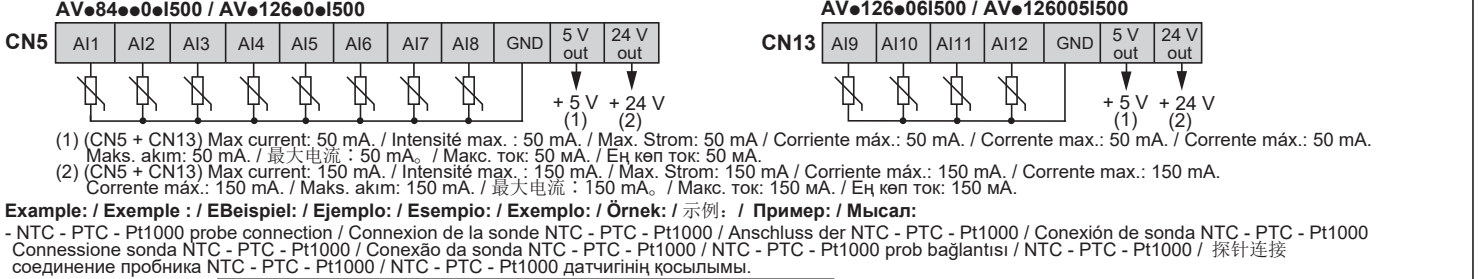 AV●84●●0●I500 / AV●126●0●I500 AV●126●06I500 / AV●126005I500
CN5 AI1 AI2 AI3 AI4 AI5 AI6 AI7 AI8 GND 5 V out 24 V out CN13 AI9 AI10 AI11 AI12 GND 5 V out 24 V out
+ 5 V + 24 V + 5 V + 24 V
(1) (2) (1) (2)
(1) (CN5 + CN13) Max current: 50 mA. / Intensité max. : 50 mA. / Max. Strom: 50 mA / Corriente máx.: 50 mA. / Corrente max.: 50 mA. / Corrente máx.: 50 mA.
Maks. akım: 50 mA. / 最大电流：50 mA。/ Макс. ток: 50 мА. / Ең көп ток: 50 мА.
(2) (CN5 + CN13) Max current: 150 mA. / Intensité max. : 150 mA. / Max. Strom: 150 mA / Corriente máx.: 150 mA. / Corrente max.: 150 mA.
Corrente máx.: 150 mA. / Maks. akım: 150 mA. / 最大电流：150 mA。/ Макс. ток: 150 мА. / Ең көп ток: 150 мА.
Example: / Exemple : / EBeispiel: / Ejemplo: / Esempio: / Exemplo: / Örnek: / 示例： / Пример: / Мысал:
- NTC - PTC - Pt1000 probe connection / Connexion de la sonde NTC - PTC - Pt1000 / Anschluss der NTC - PTC - Pt1000 / Conexión de sonda NTC - PTC - Pt1000
Connessione sonda NTC - PTC - Pt1000 / Conexão da sonda NTC - PTC - Pt1000 / NTC - PTC - Pt1000 prob bağlantısı / NTC - PTC - Pt1000 / 探针连接
соединение пробника NTC - PTC - Pt1000 / NTC - PTC - Pt1000 датчигінің қосылымы.